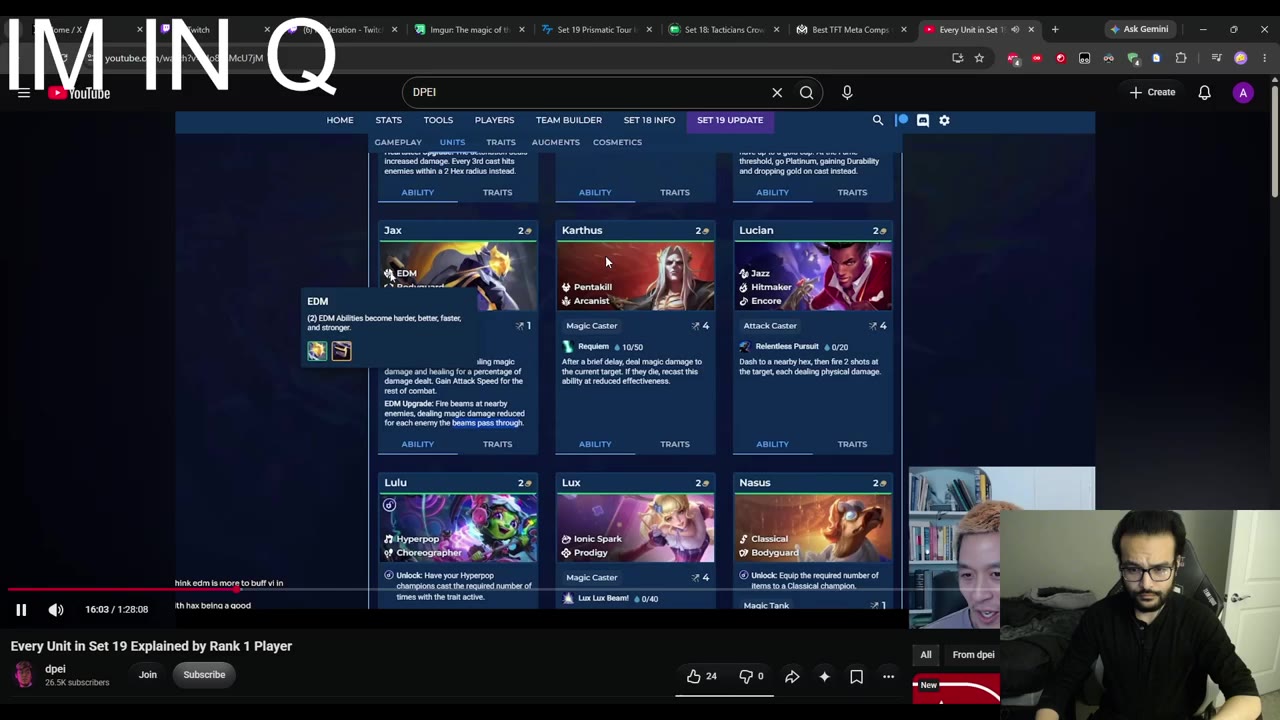 IM IN Q
ome / X
Twitch
(6) Moderation - Twitch
Imgur: The magic of th
Set 19 Prismatic Tour
Set 18: Tacticians Crow
Best TFT Meta Comps
Every Unit in Set 1
Ask Gemini
youtube.com/watch?v
McU7jM
YouTube
DPEI
Create
A
HOME
STATS
TOOLS
PLAYERS
TEAM BUILDER
SET 18 INFO
SET 19 UPDATE
GAMEPLAY
UNITS
TRAITS
AUGMENTS
COSMETICS
increased damage. Every 3rd cast hits
enemies within a 2 Hex radius instead.
threshold, go Platinum, gaining Durability
and dropping gold on cast instead.
ABILITY
TRAITS
ABILITY
TRAITS
ABILITY
TRAITS
Jax
2
EDM
Bodyguard
EDM
(2) EDM Abilities become harder, better, faster,
and stronger.
1
ling magic
damage and healing for a percentage of
damage dealt. Gain Attack Speed for the
rest of combat.
EDM Upgrade: Fire beams at nearby
enemies, dealing magic damage reduced
for each enemy the beams pass through.
ABILITY
TRAITS
Karthus
2
Pentakill
Arcanist
Magic Caster
4
Requiem 10/50
After a brief delay, deal magic damage to
the current target. If they die, recast this
ability at reduced effectiveness.
ABILITY
TRAITS
Lucian
2
Jazz
Hitmaker
Encore
Attack Caster
4
Relentless Pursuit 0/20
Dash to a nearby hex, then fire 2 shots at
the target, each dealing physical damage.
ABILITY
TRAITS
Lulu
2
Hyperpop
Choreographer
Unlock: Have your Hyperpop
champions cast the required number of
times with the trait active.
Lux
2
Ionic Spark
Prodigy
Magic Caster
4
Lux Lux Beam! 0/40
Nasus
2
Classical
Bodyguard
Unlock: Equip the required number of
items to a Classical champion.
Magic Tank
1
hink edm is more to buff vi in
ith hax being a good
16:03 / 1:28:08
Every Unit in Set 19 Explained by Rank 1 Player
dpei
26.5K subscribers
Join
Subscribe
24
0
All
From dpei
New